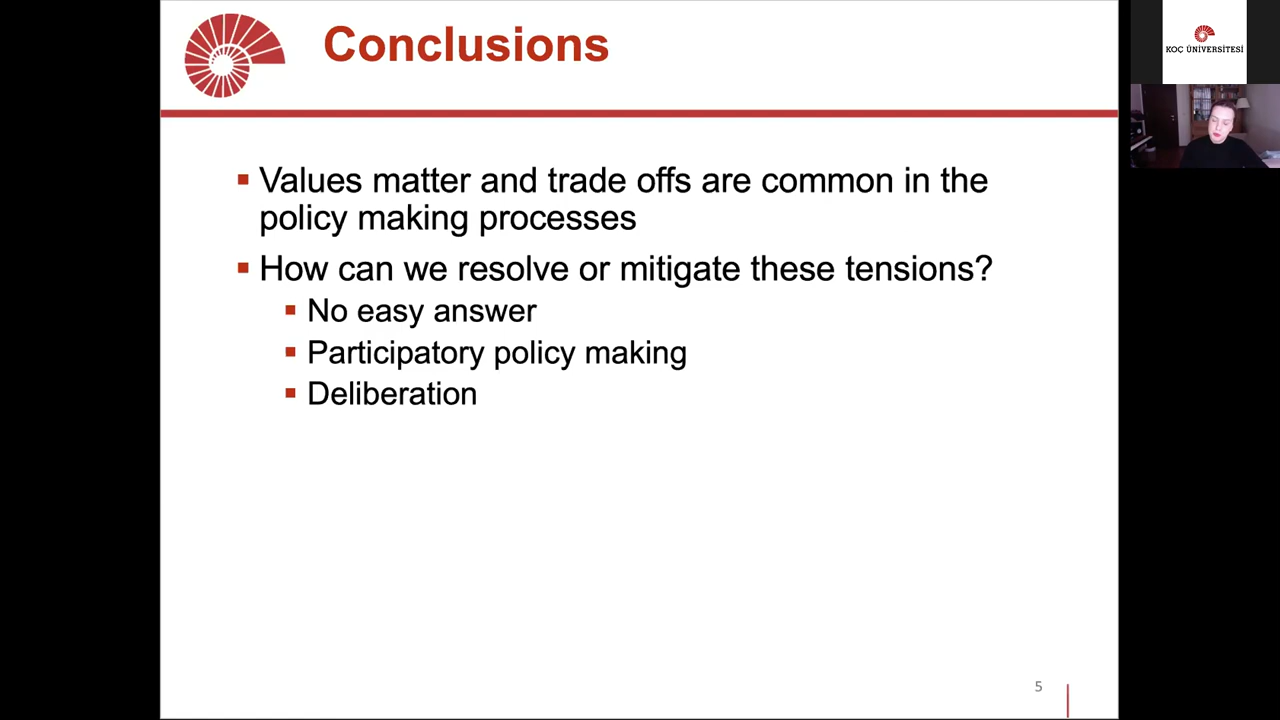 Conclusions
KOÇ ÜNİVERSİTESİ
Values matter and trade offs are common in the
policy making processes
How can we resolve or mitigate these tensions?
No easy answer
Participatory policy making
Deliberation
5